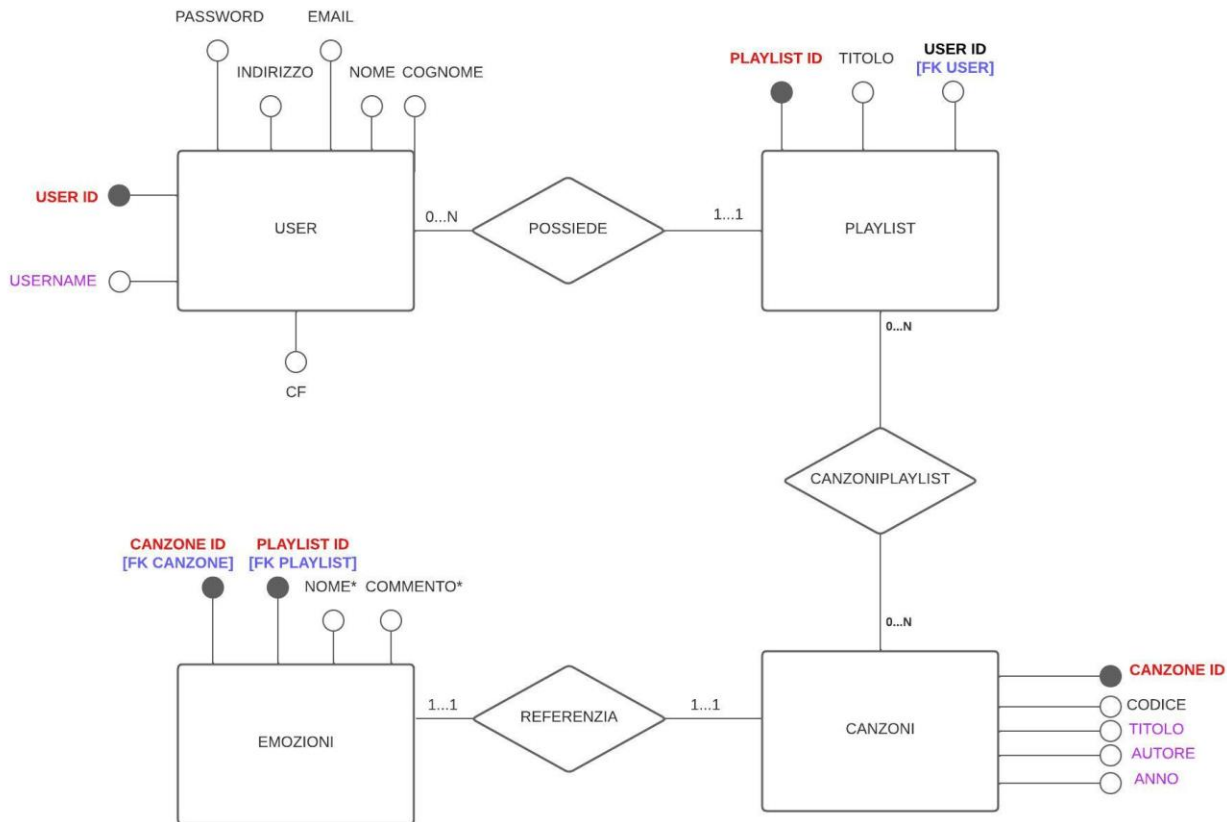 PASSWORD
EMAIL
INDIRIZZO
NOME
COGNOME
USER ID
USERNAME
USER
CF
0...N
POSSIEDE
1...1
PLAYLIST ID
TITOLO
USER ID
[FK USER]
PLAYLIST
0...N
CANZONIPLAYLIST
0...N
CANZONE ID
[FK CANZONE]
PLAYLIST ID
[FK PLAYLIST]
NOME*
COMMENTO*
EMOZIONI
1...1
REFERENZIA
1...1
CANZONI
CANZONE ID
CODICE
TITOLO
AUTORE
ANNO